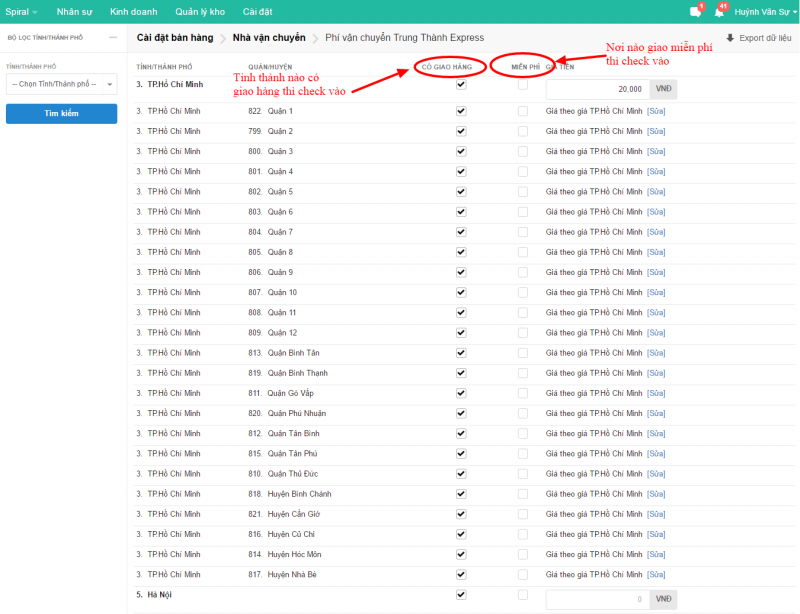 Spiral Nhân sự Kinh doanh Quản lý kho Cài đặt 1 41 Huỳnh Văn Sự
BỘ LỌC TỈNH/THÀNH PHỐ
Cài đặt bán hàng Nhà vận chuyển Phí vận chuyển Trung Thành Express Export dữ liệu
TỈNH/THÀNH PHỐ
-- Chọn Tỉnh/Thành phố --
Tìm kiếm
Nơi nào giao miễn phí
thì check vào
TỈNH/THÀNH PHỐ QUẬN/HUYỆN CÓ GIAO HÀNG MIỄN PHÍ GIÁ TIỀN
Tỉnh thành nào có
giao hàng thì check vào
3. TP.Hồ Chí Minh 20,000 VNĐ
3. TP.Hồ Chí Minh 822. Quận 1 Giá theo giá TP.Hồ Chí Minh [Sửa]
3. TP.Hồ Chí Minh 799. Quận 2 Giá theo giá TP.Hồ Chí Minh [Sửa]
3. TP.Hồ Chí Minh 800. Quận 3 Giá theo giá TP.Hồ Chí Minh [Sửa]
3. TP.Hồ Chí Minh 801. Quận 4 Giá theo giá TP.Hồ Chí Minh [Sửa]
3. TP.Hồ Chí Minh 802. Quận 5 Giá theo giá TP.Hồ Chí Minh [Sửa]
3. TP.Hồ Chí Minh 803. Quận 6 Giá theo giá TP.Hồ Chí Minh [Sửa]
3. TP.Hồ Chí Minh 804. Quận 7 Giá theo giá TP.Hồ Chí Minh [Sửa]
3. TP.Hồ Chí Minh 805. Quận 8 Giá theo giá TP.Hồ Chí Minh [Sửa]
3. TP.Hồ Chí Minh 806. Quận 9 Giá theo giá TP.Hồ Chí Minh [Sửa]
3. TP.Hồ Chí Minh 807. Quận 10 Giá theo giá TP.Hồ Chí Minh [Sửa]
3. TP.Hồ Chí Minh 808. Quận 11 Giá theo giá TP.Hồ Chí Minh [Sửa]
3. TP.Hồ Chí Minh 809. Quận 12 Giá theo giá TP.Hồ Chí Minh [Sửa]
3. TP.Hồ Chí Minh 813. Quận Bình Tân Giá theo giá TP.Hồ Chí Minh [Sửa]
3. TP.Hồ Chí Minh 819. Quận Bình Thạnh Giá theo giá TP.Hồ Chí Minh [Sửa]
3. TP.Hồ Chí Minh 811. Quận Gò Vấp Giá theo giá TP.Hồ Chí Minh [Sửa]
3. TP.Hồ Chí Minh 820. Quận Phú Nhuận Giá theo giá TP.Hồ Chí Minh [Sửa]
3. TP.Hồ Chí Minh 812. Quận Tân Bình Giá theo giá TP.Hồ Chí Minh [Sửa]
3. TP.Hồ Chí Minh 815. Quận Tân Phú Giá theo giá TP.Hồ Chí Minh [Sửa]
3. TP.Hồ Chí Minh 810. Quận Thủ Đức Giá theo giá TP.Hồ Chí Minh [Sửa]
3. TP.Hồ Chí Minh 818. Huyện Bình Chánh Giá theo giá TP.Hồ Chí Minh [Sửa]
3. TP.Hồ Chí Minh 821. Huyện Cần Giờ Giá theo giá TP.Hồ Chí Minh [Sửa]
3. TP.Hồ Chí Minh 816. Huyện Củ Chi Giá theo giá TP.Hồ Chí Minh [Sửa]
3. TP.Hồ Chí Minh 814. Huyện Hóc Môn Giá theo giá TP.Hồ Chí Minh [Sửa]
3. TP.Hồ Chí Minh 817. Huyện Nhà Bè Giá theo giá TP.Hồ Chí Minh [Sửa]
5. Hà Nội 0 VNĐ